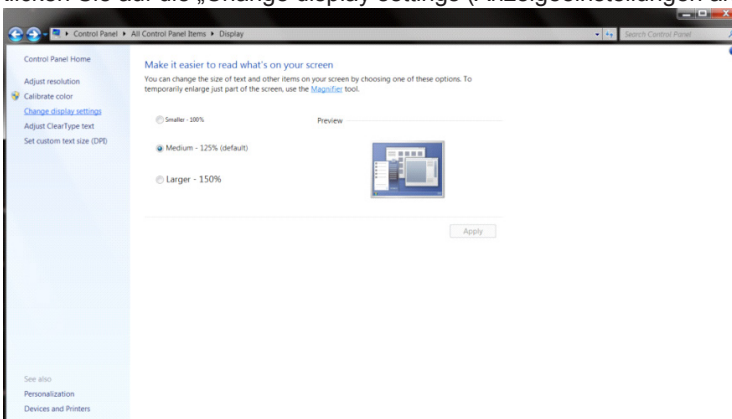 klicken Sie auf die „Change display settings (Anzeigeeinstellungen
Control Panel ▸ All Control Panel Items ▸ Display
Search Control Panel
Control Panel Home
Adjust resolution
Calibrate color
Change display settings
Adjust ClearType text
Set custom text size (DPI)
Make it easier to read what's on your screen
You can change the size of text and other items on your screen by choosing one of these options. To
temporarily enlarge just part of the screen, use the Magnifier tool.
Smaller - 100%
Preview
Medium - 125% (default)
Larger - 150%
Apply
See also
Personalization
Devices and Printers